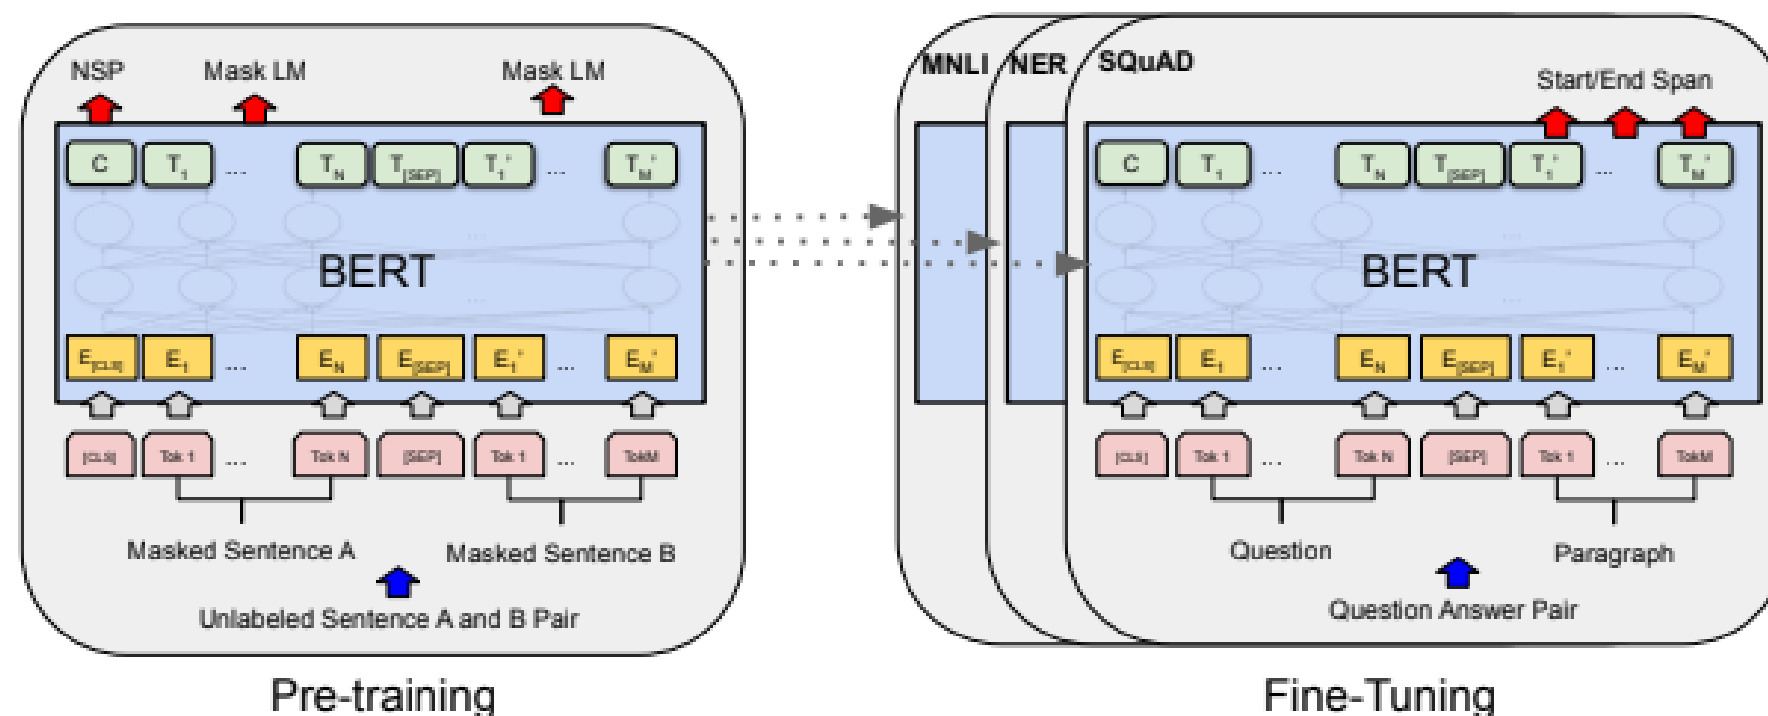 NSP Mask LM Mask LM
C T1 ... TN T[SEP] T1' ... TM'
...
BERT
...
E[CLS] E1 ... EN E[SEP] E1' ... EM'
[CLS] Tok 1 ... Tok N [SEP] Tok 1 ... TokM
Masked Sentence A Masked Sentence B
Unlabeled Sentence A and B Pair
Pre-training
MNLI NER SQuAD
Start/End Span
C T1 ... TN T[SEP] T1' ... TM'
...
BERT
...
E[CLS] E1 ... EN E[SEP] E1' ... EM'
[CLS] Tok 1 ... Tok N [SEP] Tok 1 ... TokM
Question Paragraph
Question Answer Pair
Fine-Tuning